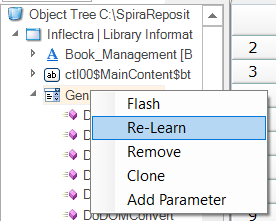 Object Tree C:\SpiraReposit
Inflectra | Library Informat
Book_Management [B
ab
ctl00$MainContent$bt
Gen
Flash
Re-Learn
Remove
Clone
Add Parameter
DoDOMConvert
2
3
9